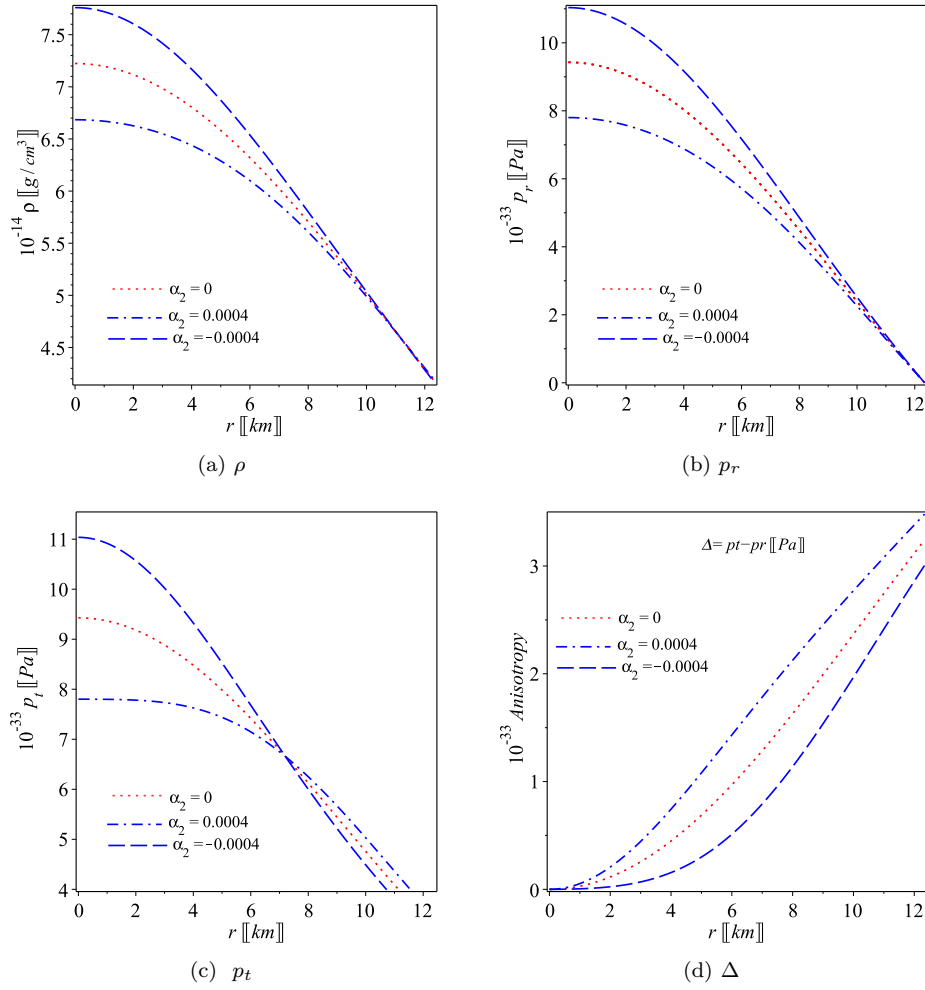 7.5
7
6.5
6
5.5
5
4.5
10⁻¹⁴ ρ ⟦g / cm³⟧
α₂ = 0
α₂ = 0.0004
α₂ = −0.0004
0 2 4 6 8 10 12
r ⟦km⟧
(a) ρ
10
8
6
4
2
0
10⁻³³ p_r ⟦Pa⟧
α₂ = 0
α₂ = 0.0004
α₂ = −0.0004
0 2 4 6 8 10 12
r ⟦km⟧
(b) p_r
11
10
9
8
7
6
5
4
10⁻³³ p_t ⟦Pa⟧
α₂ = 0
α₂ = 0.0004
α₂ = −0.0004
0 2 4 6 8 10 12
r ⟦km⟧
(c) p_t
3
2
1
0
10⁻³³ Anisotropy
Δ= pt−pr ⟦Pa⟧
α₂ = 0
α₂ = 0.0004
α₂ = −0.0004
0 2 4 6 8 10 12
r ⟦km⟧
(d) Δ